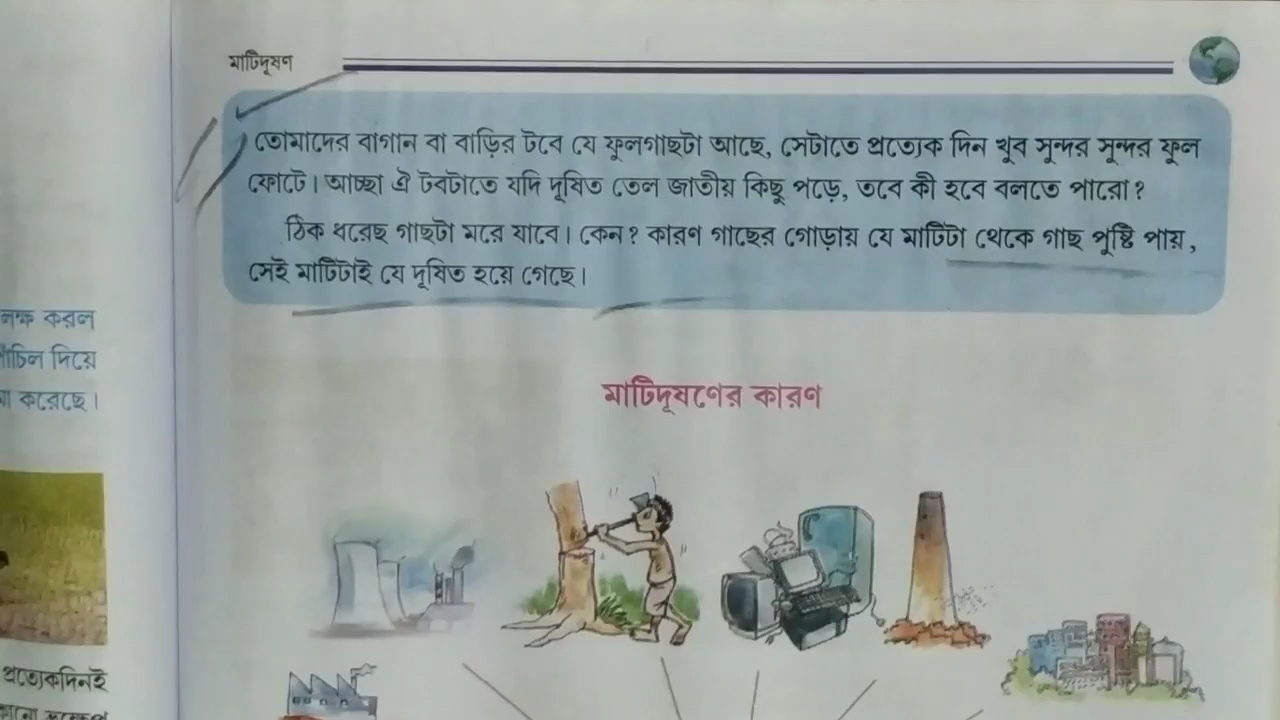 মাটিদূষণ
তোমাদের বাগান বা বাড়ির টবে যে ফুলগাছটা আছে, সেটাতে প্রত্যেক দিন খুব সুন্দর সুন্দর ফুল
ফোটে। আচ্ছা ঐ টবটাতে যদি দূষিত তেল জাতীয় কিছু পড়ে, তবে কী হবে বলতে পারো?
ঠিক ধরেছ গাছটা মরে যাবে। কেন? কারণ গাছের গোড়ায় যে মাটিটা থেকে গাছ পুষ্টি পায়,
সেই মাটিটাই যে দূষিত হয়ে গেছে।
লক্ষ করল
পাঁচিল দিয়ে
করেছে।
মাটিদূষণের কারণ
প্রত্যেকদিনই